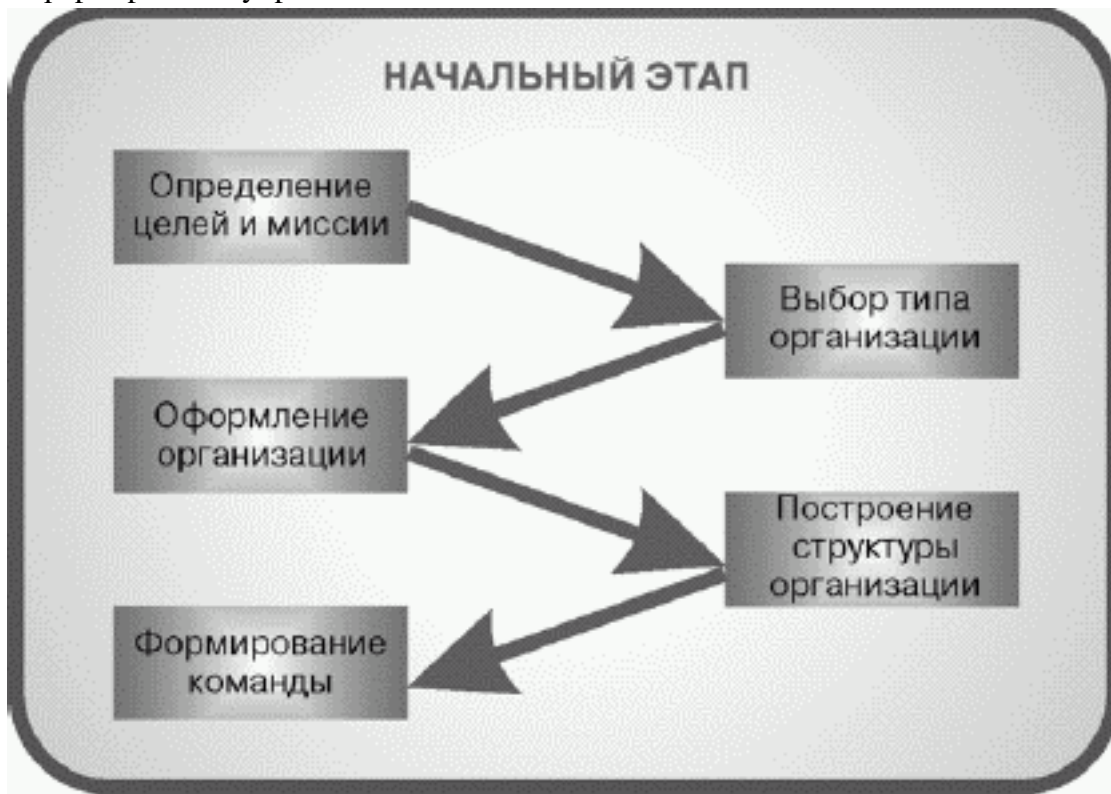 НАЧАЛЬНЫЙ ЭТАП
Определение
целей и миссии
Выбор типа
организации
Оформление
организации
Построение
структуры
организации
Формирование
команды